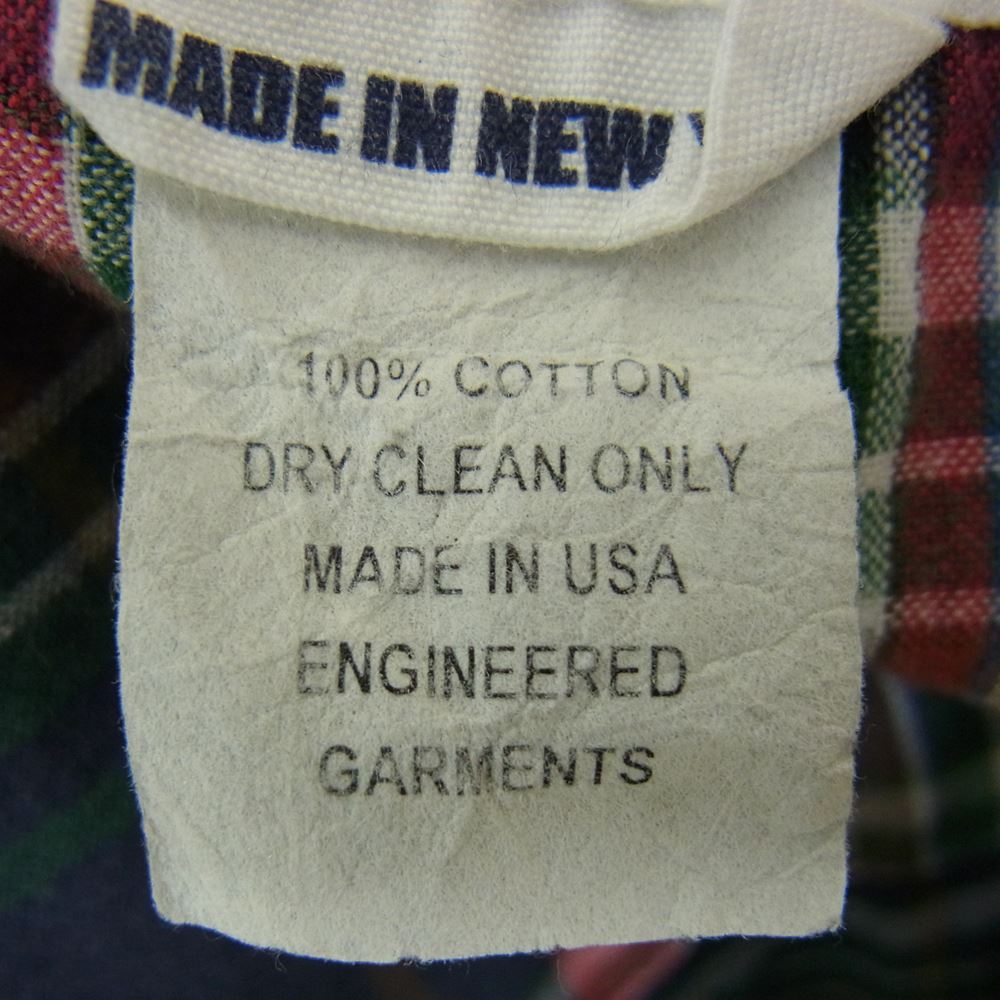 MADE IN NEW
100% COTTON
DRY CLEAN ONLY
MADE IN USA
ENGINEERED
GARMENTS